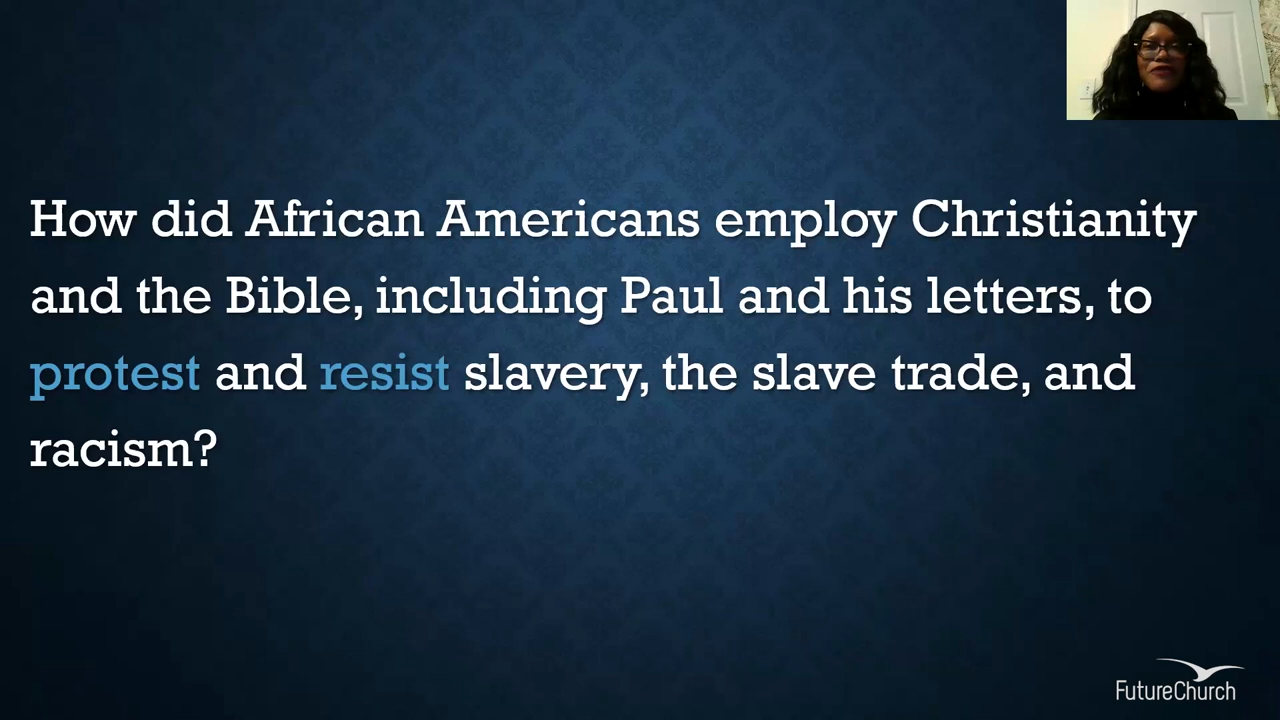 How did African Americans employ Christianity
and the Bible, including Paul and his letters, to
protest and resist slavery, the slave trade, and
racism?
FutureChurch